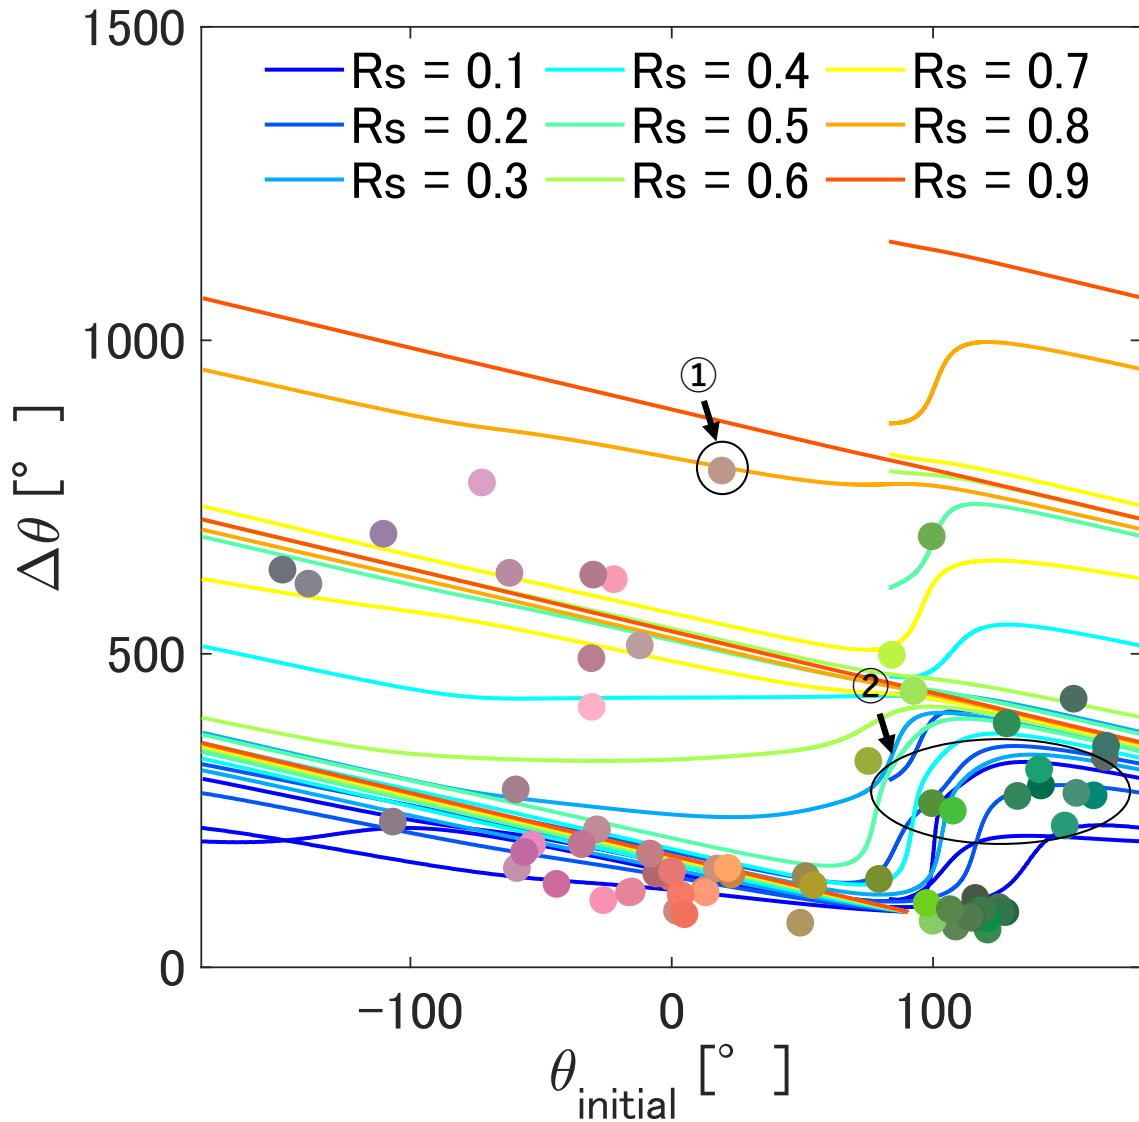 1500
Rs = 0.1 Rs = 0.4 Rs = 0.7
Rs = 0.2 Rs = 0.5 Rs = 0.8
Rs = 0.3 Rs = 0.6 Rs = 0.9
1000
①
Δθ [° ]
500
②
0
-100 0 100
θinitial [° ]